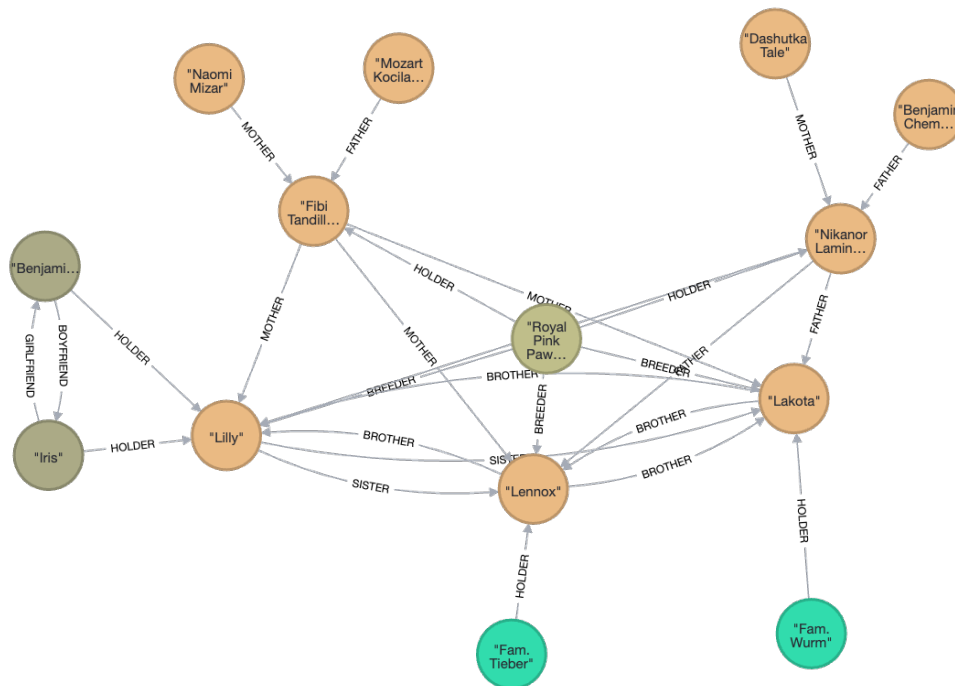 "Naomi
Mizar"
"Mozart
Kocila...
"Dashutka
Tale"
"Benjamin
Chem...
MOTHER
FATHER
MOTHER
FATHER
"Fibi
Tandill...
"Nikanor
Lamin...
"Benjami...
HOLDER
HOLDER
MOTHER
"Royal
Pink
Paw...
GIRLFRIEND
BOYFRIEND
HOLDER
MOTHER
MOTHER
FATHER
FATHER
BREEDER
BROTHER
BREEDER
"Lakota"
BREEDER
"Lilly"
"Iris"
HOLDER
BROTHER
BROTHER
SISTER
BROTHER
SISTER
"Lennox"
HOLDER
HOLDER
"Fam.
Tieber"
"Fam.
Wurm"